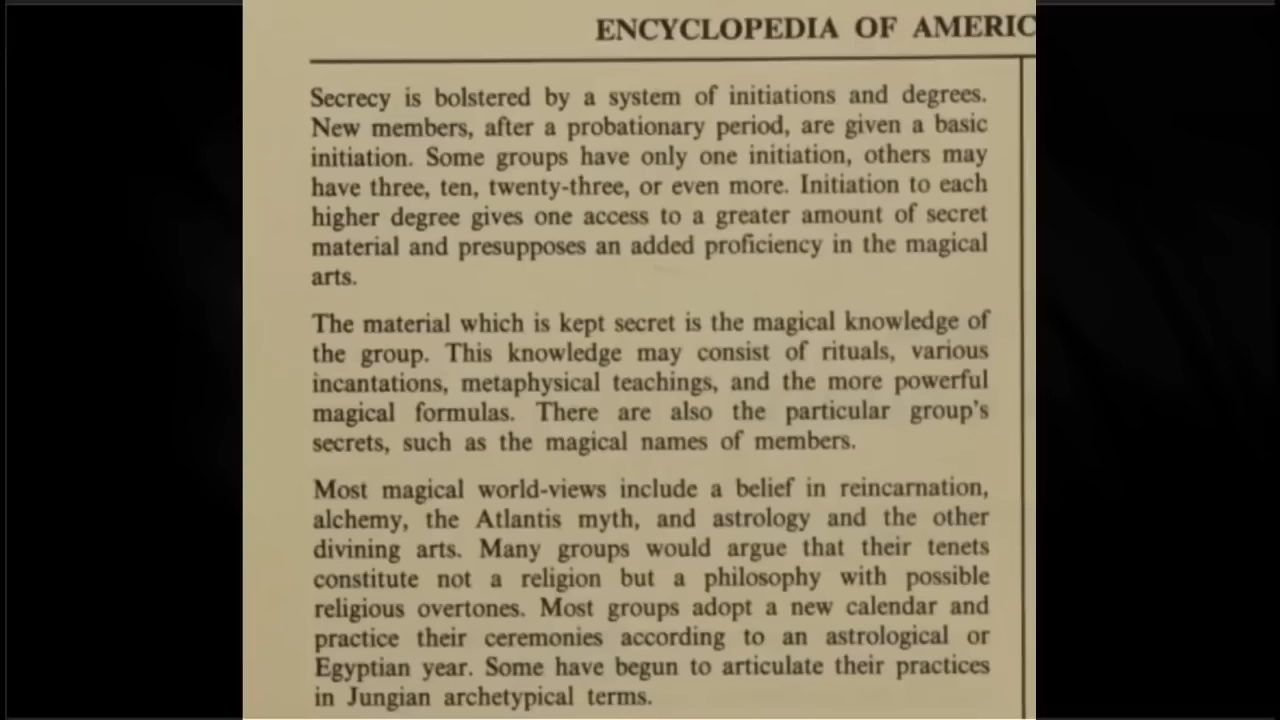 ENCYCLOPEDIA OF AMERIC
Secrecy is bolstered by a system of initiations and degrees.
New members, after a probationary period, are given a basic
initiation. Some groups have only one initiation, others may
have three, ten, twenty-three, or even more. Initiation to each
higher degree gives one access to a greater amount of secret
material and presupposes an added proficiency in the magical
arts.
The material which is kept secret is the magical knowledge of
the group. This knowledge may consist of rituals, various
incantations, metaphysical teachings, and the more powerful
magical formulas. There are also the particular group's
secrets, such as the magical names of members.
Most magical world-views include a belief in reincarnation,
alchemy, the Atlantis myth, and astrology and the other
divining arts. Many groups would argue that their tenets
constitute not a religion but a philosophy with possible
religious overtones. Most groups adopt a new calendar and
practice their ceremonies according to an astrological or
Egyptian year. Some have begun to articulate their practices
in Jungian archetypical terms.